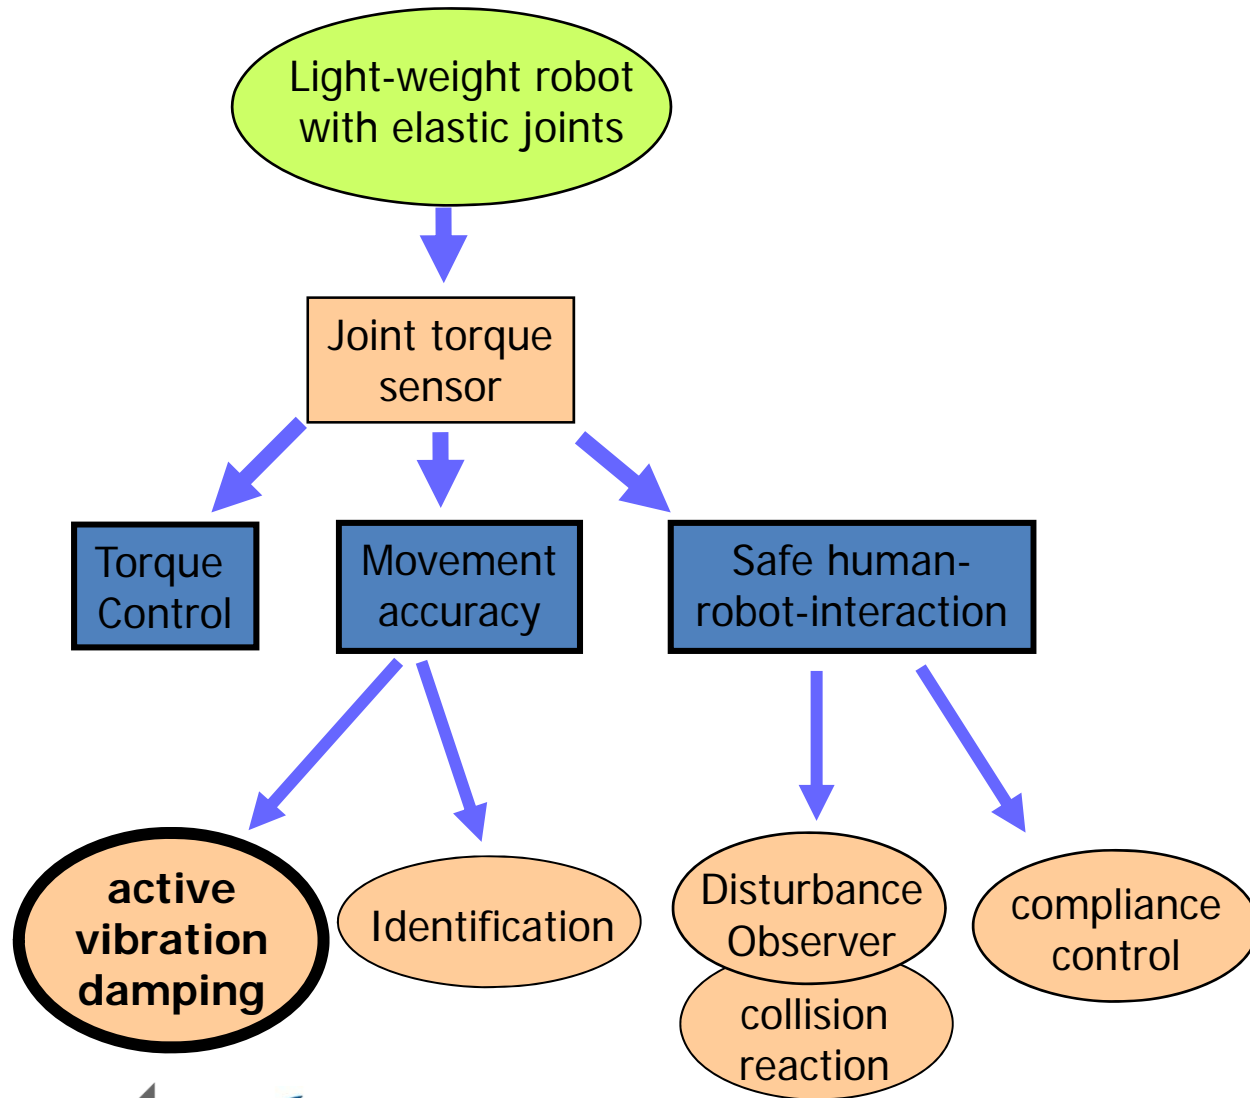 Light-weight robot
with elastic joints
Joint torque
sensor
Torque
Control
Movement
accuracy
Safe human-
robot-interaction
active
vibration
damping
Identification
Disturbance
Observer
compliance
control
collision
reaction